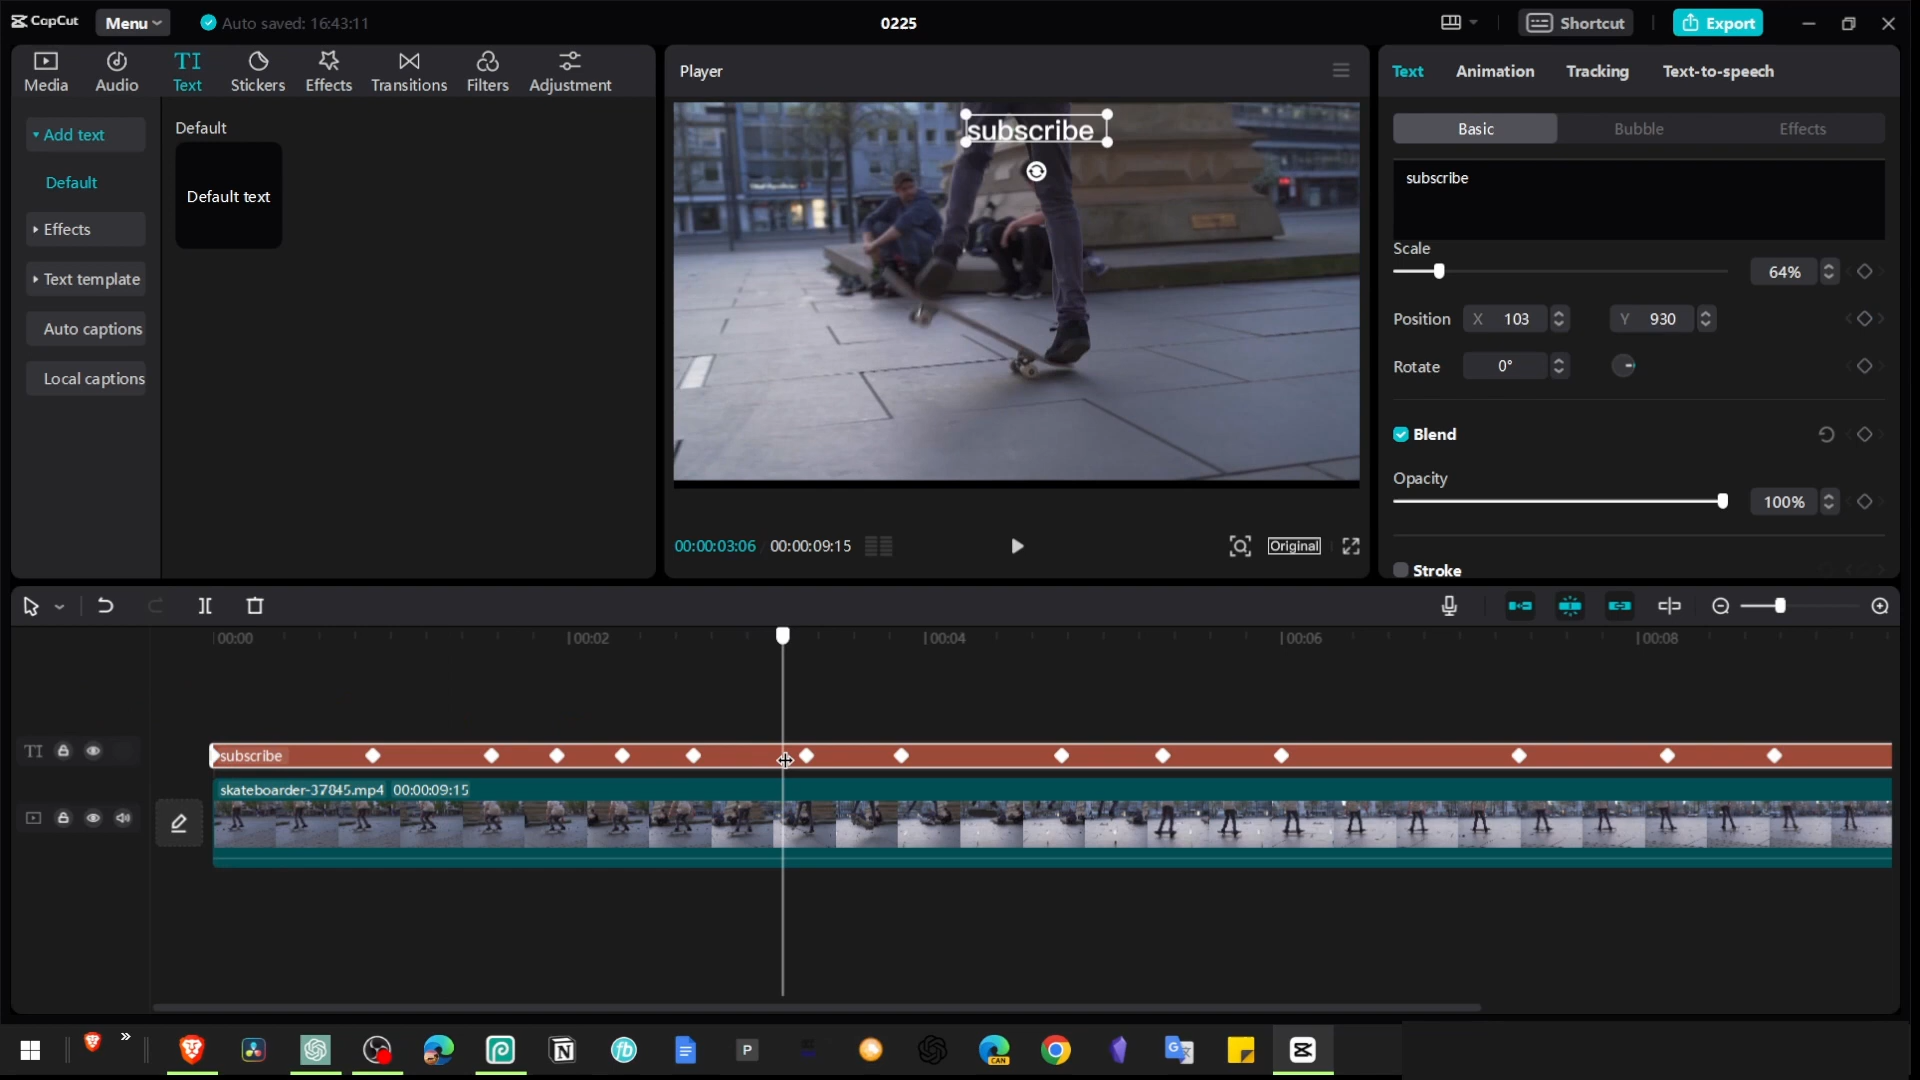 CapCut
Menu
Auto saved: 16:43:11
0225
Shortcut
Export
Media
Audio
TI
Text
Stickers
Effects
Transitions
Filters
Adjustment
Player
Text
Animation
Tracking
Text-to-speech
Add text
Default
Effects
Text template
Auto captions
Local captions
Default
Default text
subscribe
Basic
Bubble
Effects
subscribe
Scale
64%
Position
X 103
Y 930
Rotate
0°
Blend
Opacity
100%
Stroke
00:00:03:06
00:00:09:15
Original
00:00
00:02
00:04
00:06
00:08
TI
subscribe
skateboarder-37845.mp4 00:00:09:15
N
fb
P
CAN